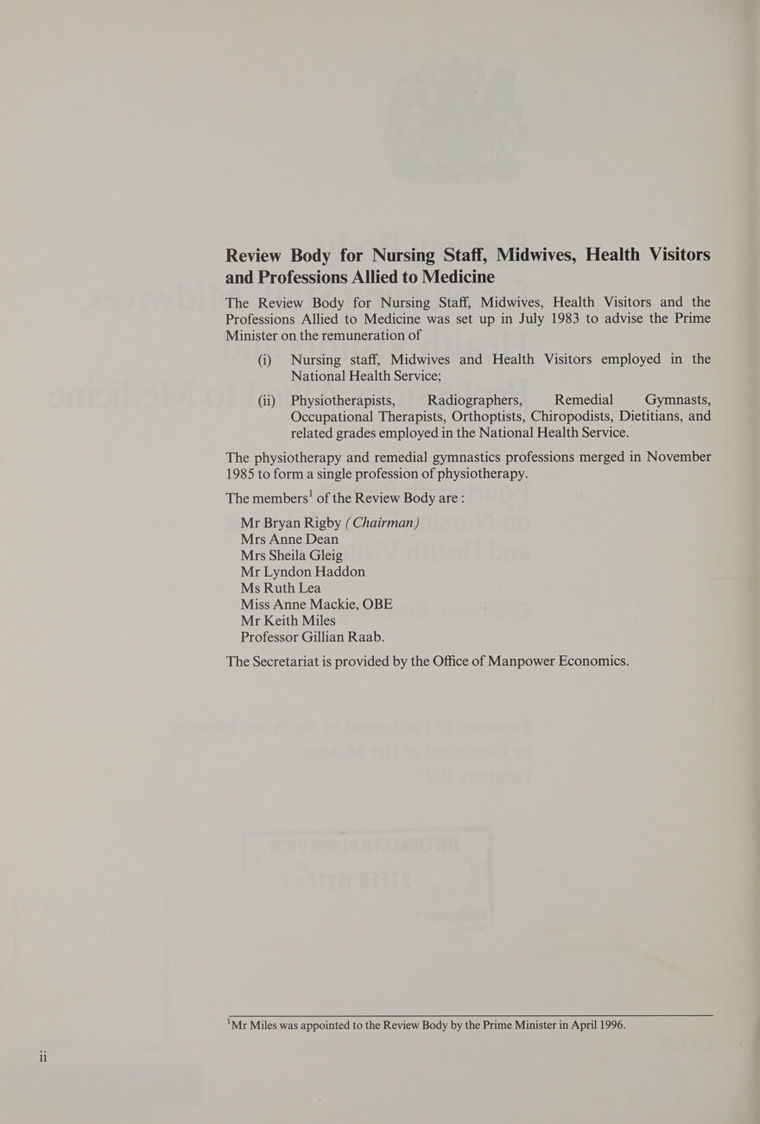 Review Body for Nursing Staff, Midwives, Health Visitors
and Professions Allied to Medicine
The Review Body for Nursing Staff, Midwives, Health Visitors and the
Professions Allied to Medicine was set up in July 1983 to advise the Prime
Minister on the remuneration of
(i) Nursing staff, Midwives and Health Visitors employed in the
National Health Service;
(ii) Physiotherapists, Radiographers, Remedial Gymnasts,
Occupational Therapists, Orthoptists, Chiropodists, Dietitians, and
related grades employed in the National Health Service.
The physiotherapy and remedial gymnastics professions merged in November
1985 to form a single profession of physiotherapy.
The members¹ of the Review Body are :
Mr Bryan Rigby (Chairman)
Mrs Anne Dean
Mrs Sheila Gleig
Mr Lyndon Haddon
Ms Ruth Lea
Miss Anne Mackie, OBE
Mr Keith Miles
Professor Gillian Raab.
The Secretariat is provided by the Office of Manpower Economics.
¹Mr Miles was appointed to the Review Body by the Prime Minister in April 1996.
ii